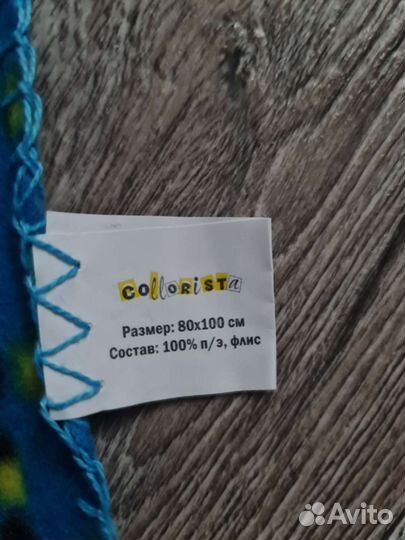 COLLORISTA
Размер: 80х100 см
Состав: 100% п/э, флис
Avito